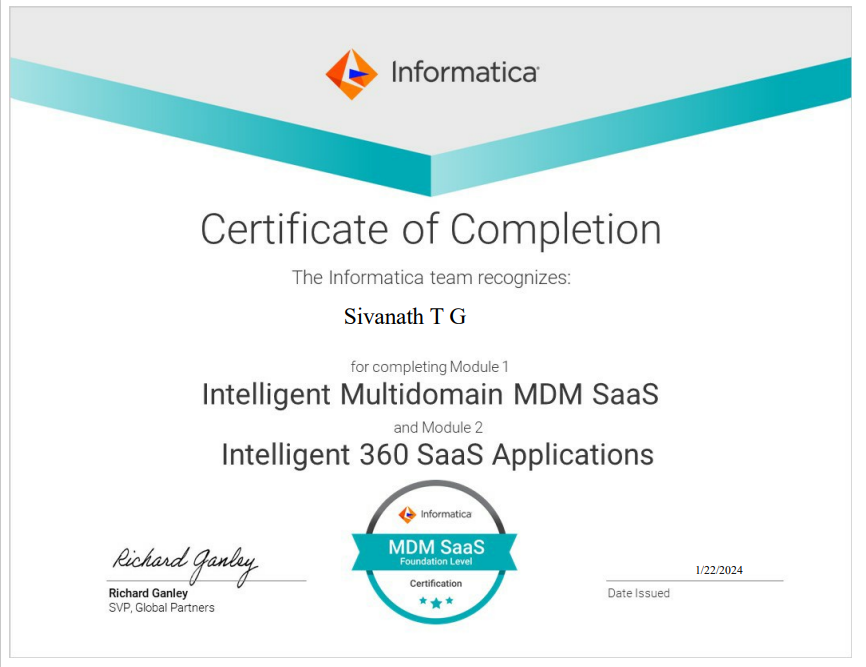 Informatica
Certificate of Completion
The Informatica team recognizes:
Sivanath T G
for completing Module 1
Intelligent Multidomain MDM SaaS
and Module 2
Intelligent 360 SaaS Applications
Informatica
MDM SaaS
Foundation Level
Certification
Richard Ganley
Richard Ganley
SVP, Global Partners
1/22/2024
Date Issued